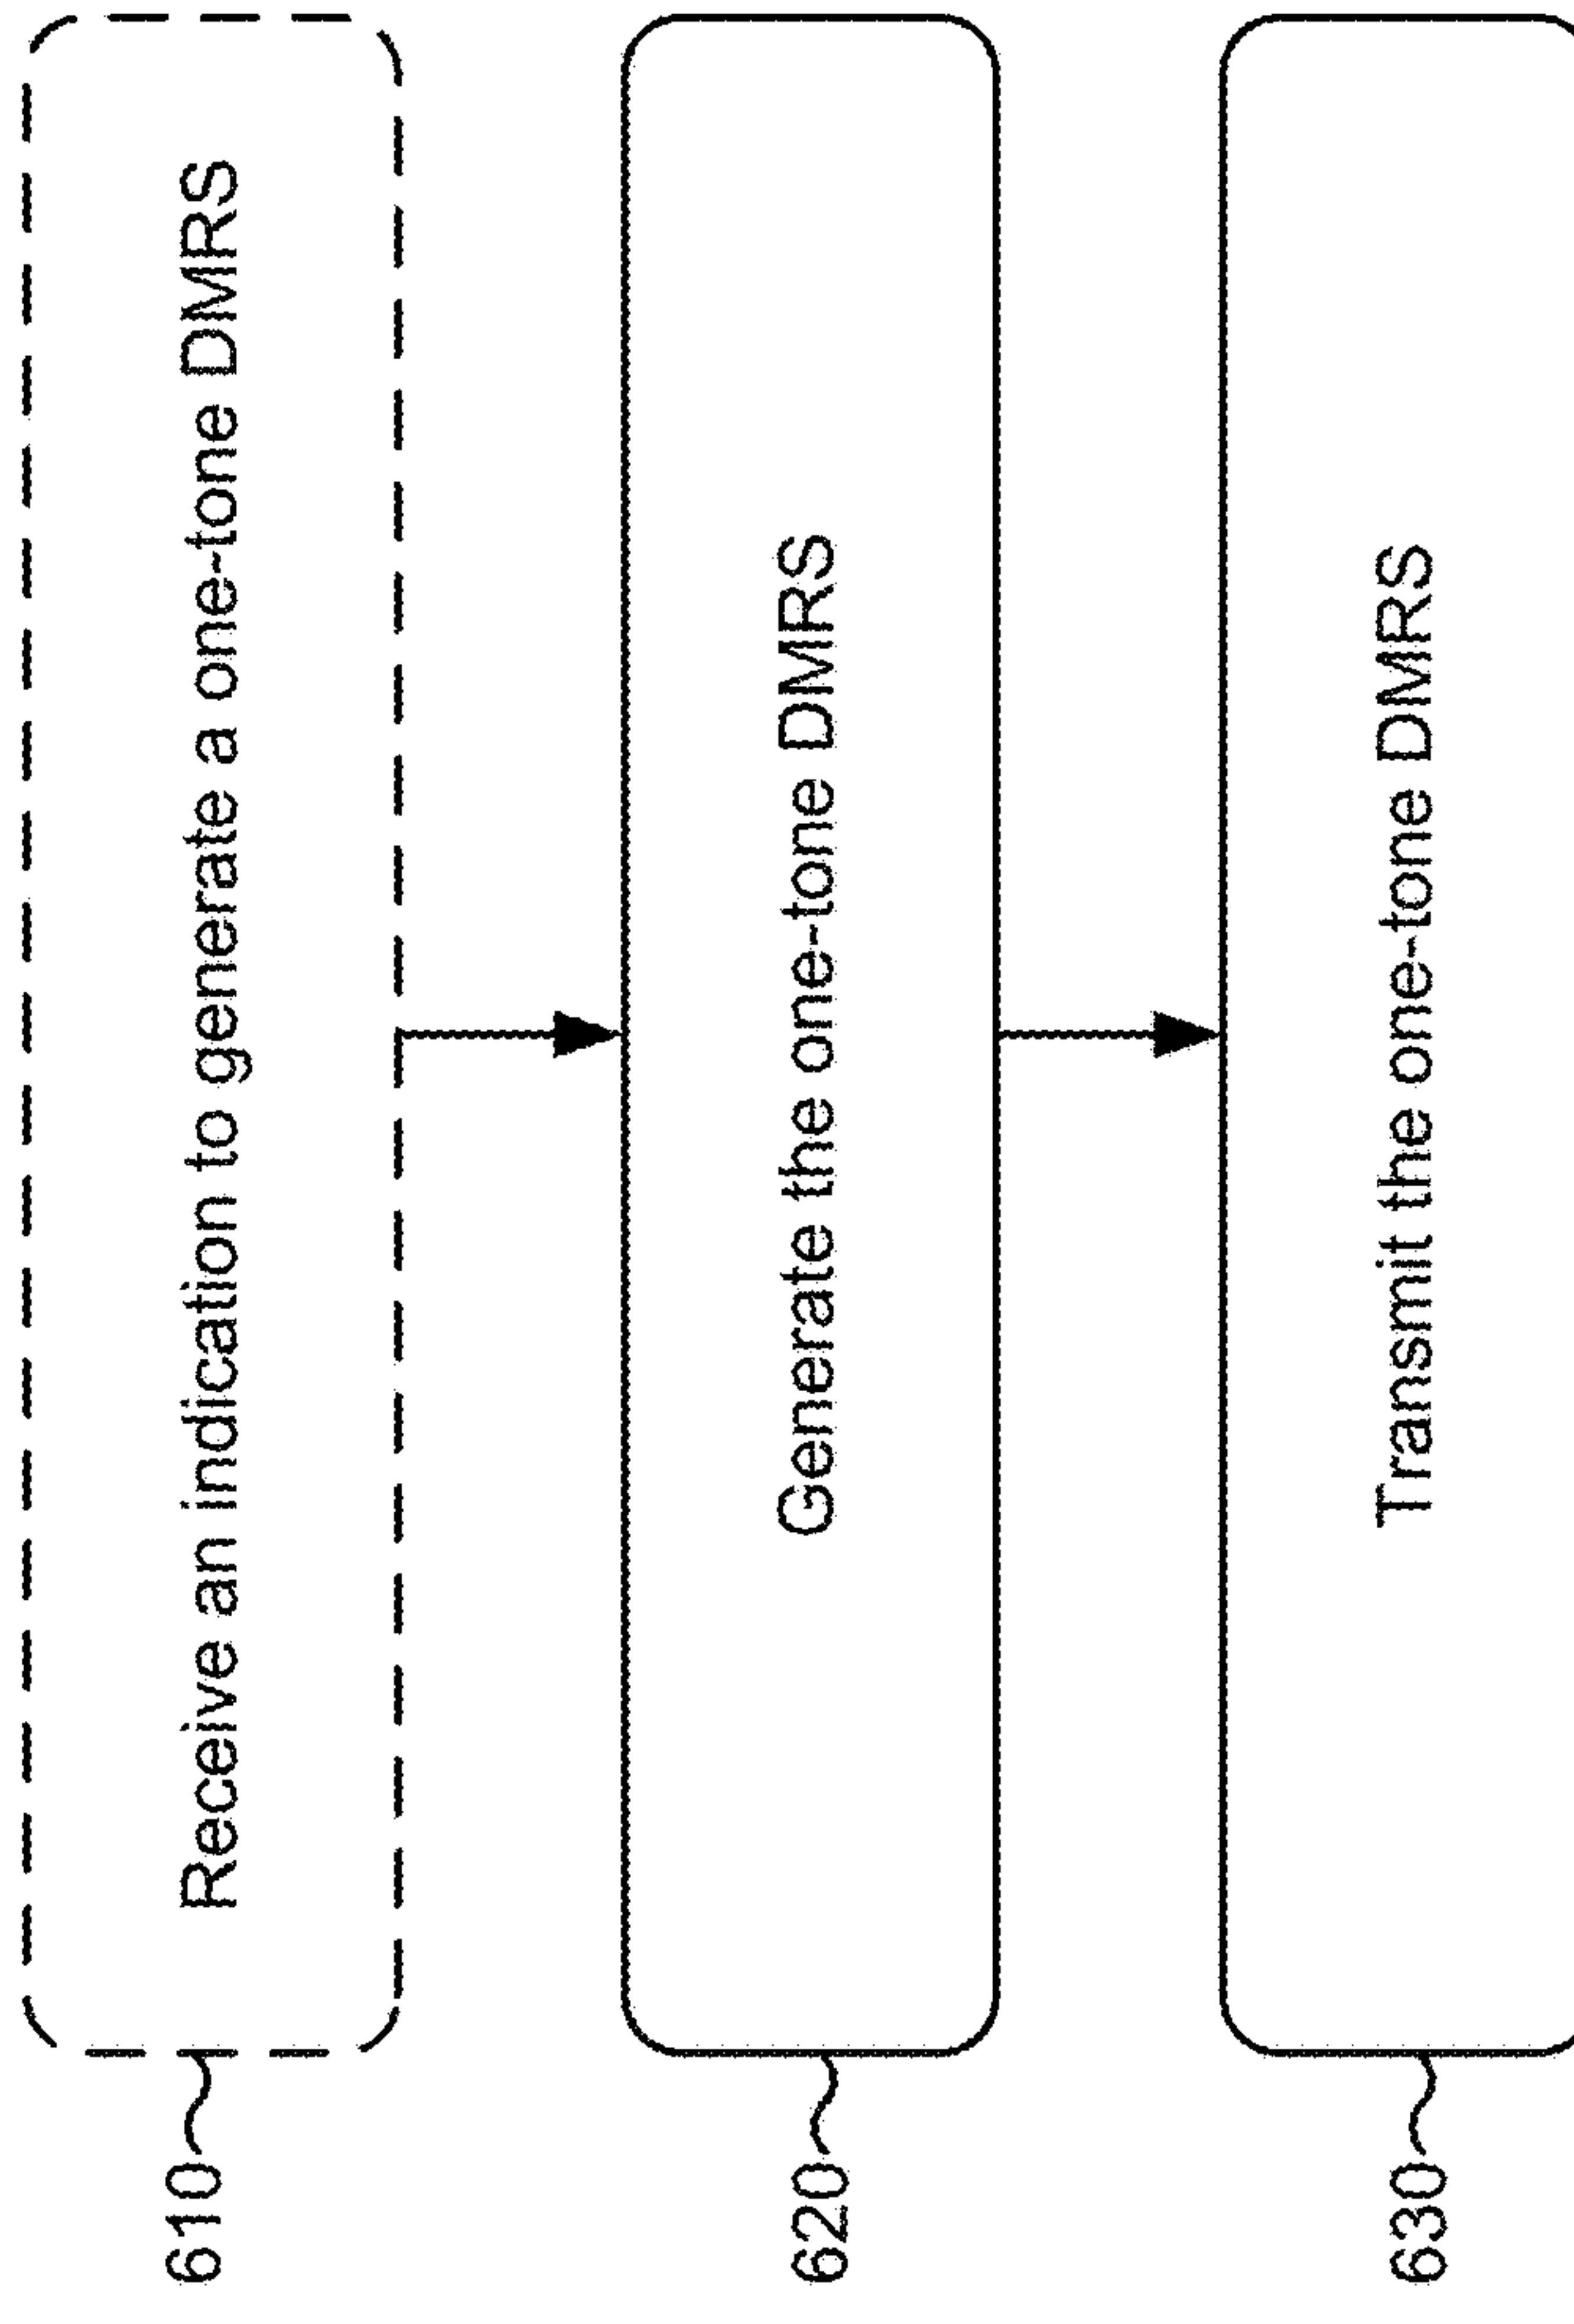 610
Receive an indication to generate a one-tone DMRS
620
Generate the one-tone DMRS
630
Transmit the one-tone DMRS